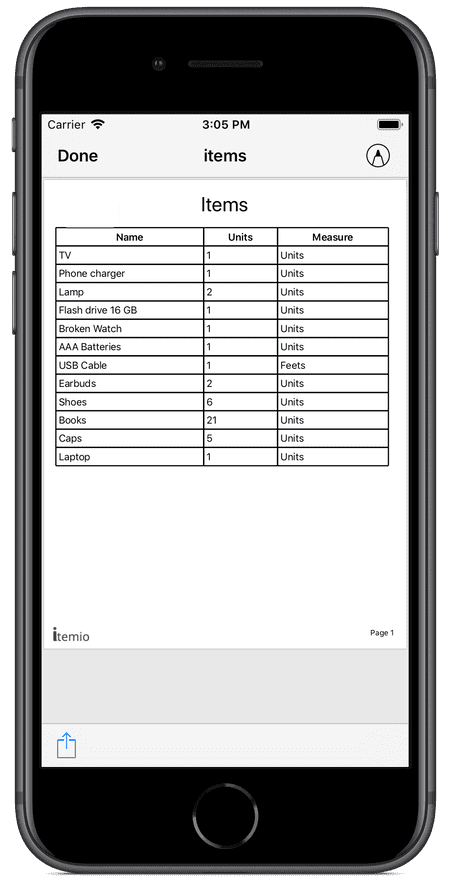 Carrier 3:05 PM
Done items
Items
Name Units Measure
TV 1 Units
Phone charger 1 Units
Lamp 2 Units
Flash drive 16 GB 1 Units
Broken Watch 1 Units
AAA Batteries 1 Units
USB Cable 1 Feets
Earbuds 2 Units
Shoes 6 Units
Books 21 Units
Caps 5 Units
Laptop 1 Units
itemio Page 1